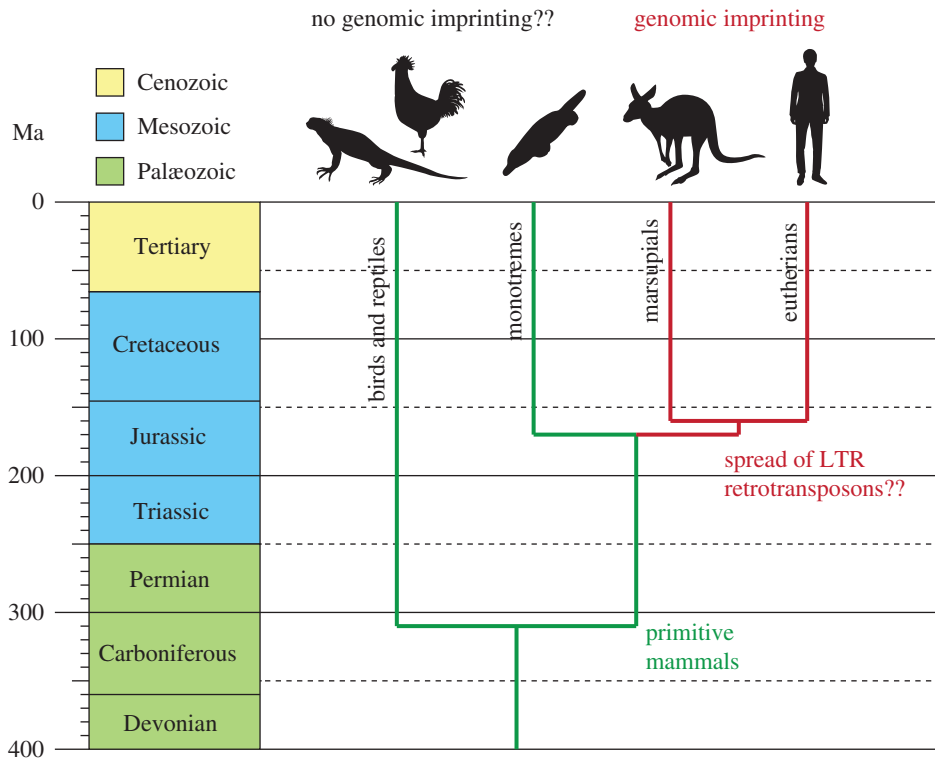 no genomic imprinting??
genomic imprinting
Cenozoic
Mesozoic
Palæozoic
Ma
0
100
200
300
400
Tertiary
Cretaceous
Jurassic
Triassic
Permian
Carboniferous
Devonian
birds and reptiles
monotremes
marsupials
eutherians
spread of LTR
retrotransposons??
primitive
mammals